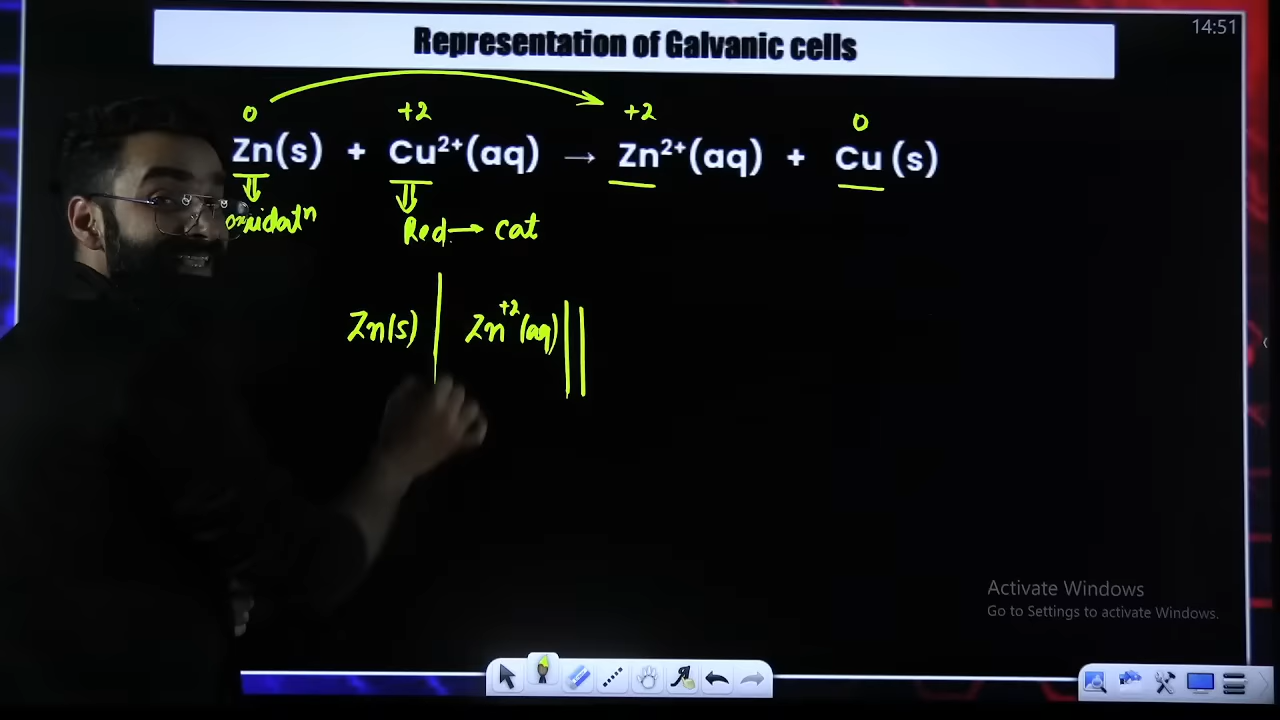 14:51
Representation of Galvanic cells
0 +2 +2 0
Zn(s) + Cu²⁺(aq) → Zn²⁺(aq) + Cu (s)
oxidatⁿ Red → cat
Zn(s) | Zn⁺²(aq) ||
Activate Windows
Go to Settings to activate Windows.